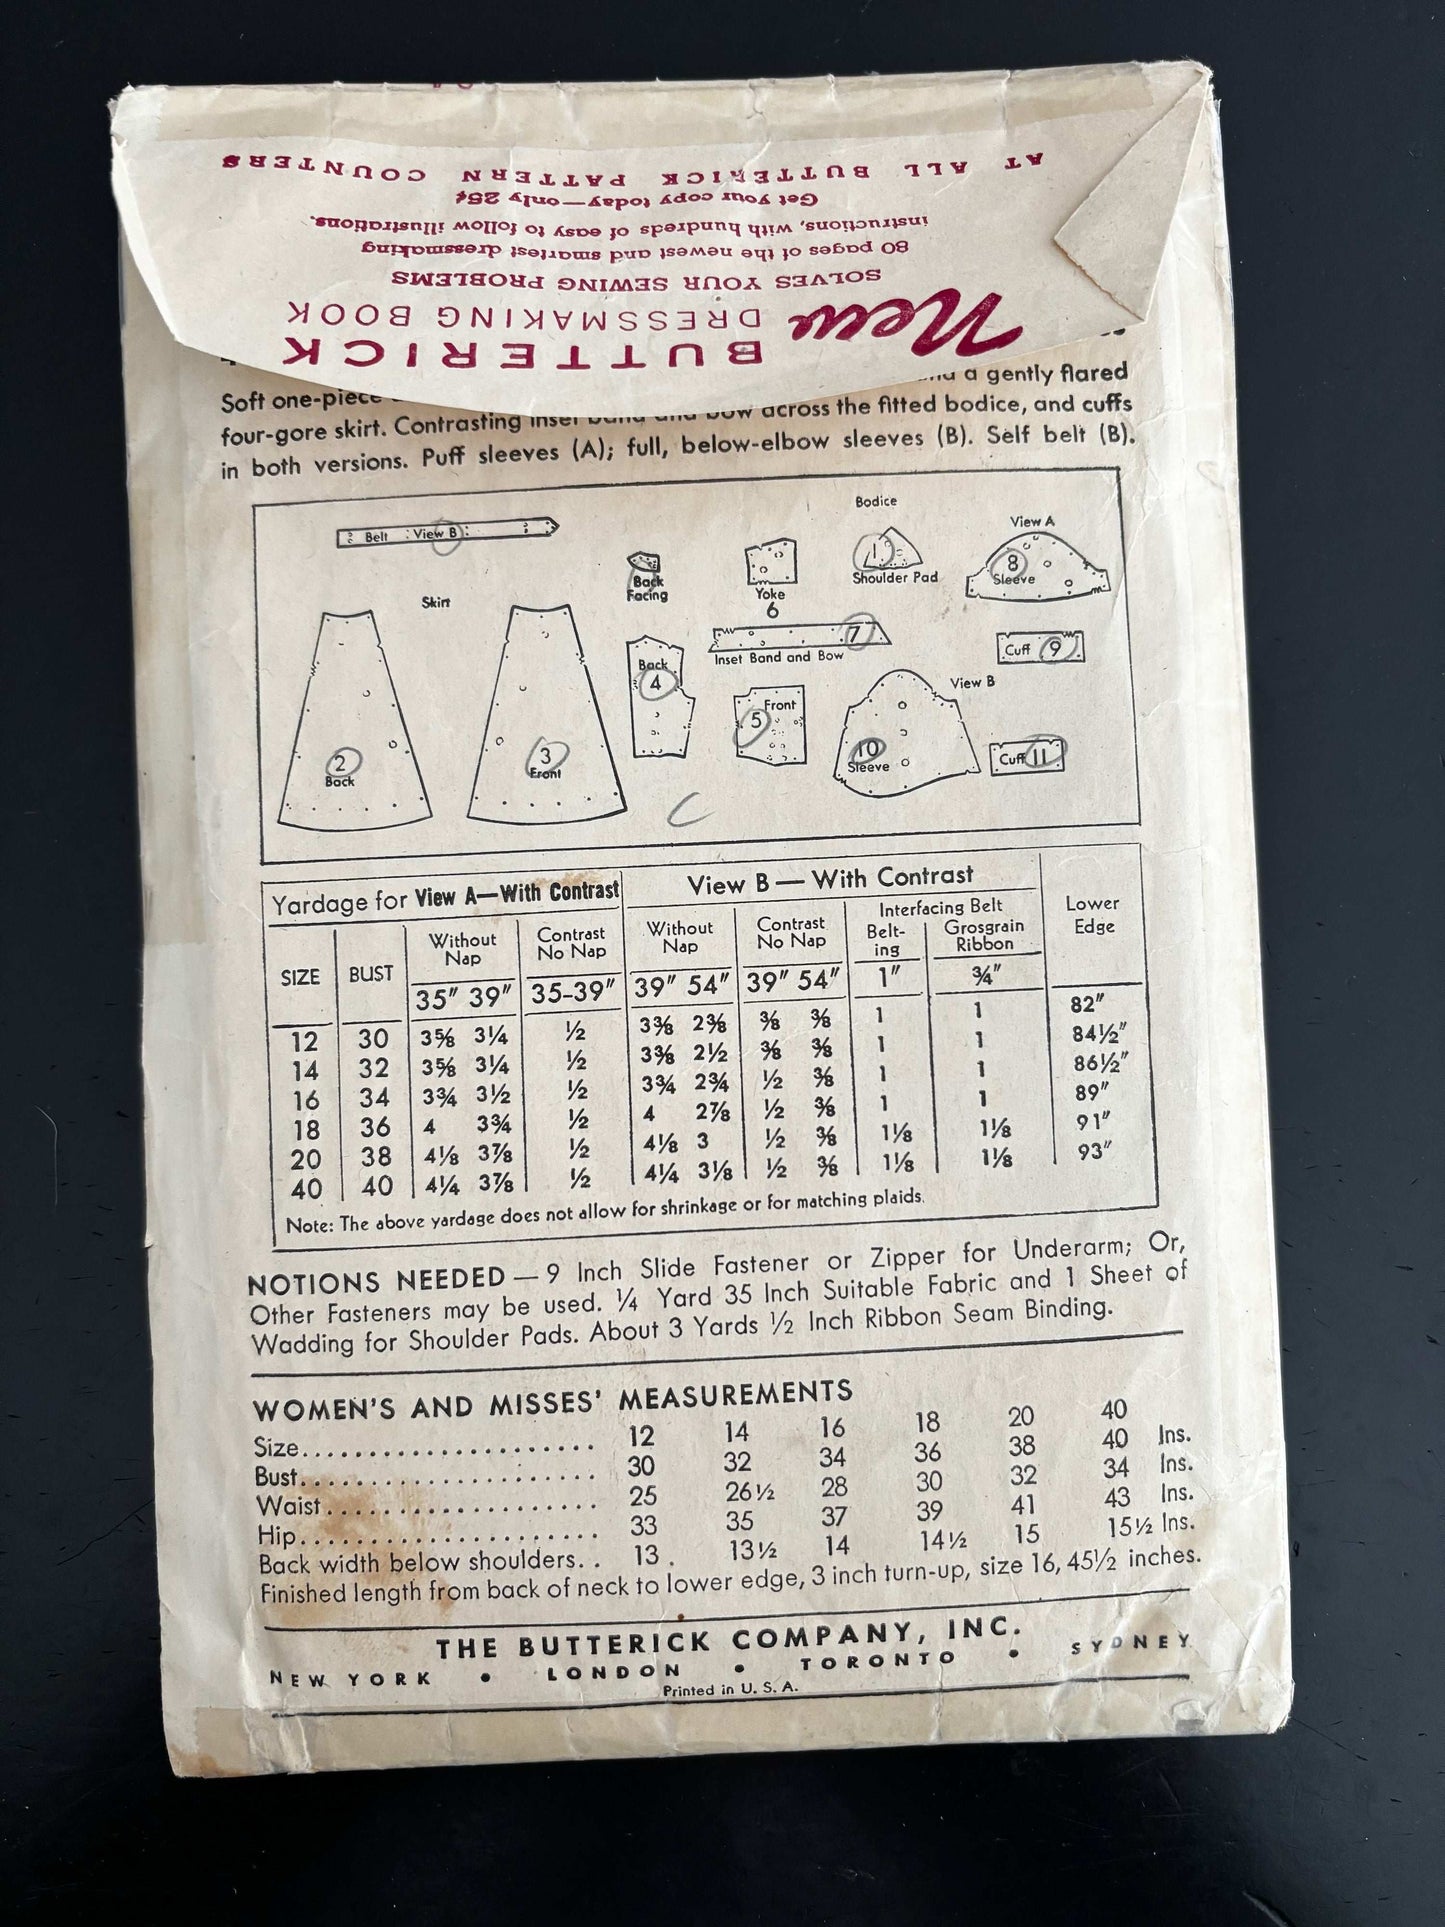 AT ALL BUTTERICK PATTERN COUNTERS
Get your copy today—only 25¢
instructions, with hundreds of easy to follow illustrations.
80 pages of the newest and smartest dressmaking
SOLVES YOUR SEWING PROBLEMS
New DRESSMAKING BOOK
BUTTERICK
Soft one-piece a gently flared
four-gore skirt. Contrasting inset band and bow across the fitted bodice, and cuffs
in both versions. Puff sleeves (A); full, below-elbow sleeves (B). Self belt (B).
Belt View B
Skirt
Bodice
Back Facing
Yoke 6
1 Shoulder Pad
View A
8 Sleeve
7
Inset Band and Bow
Cuff 9
Back 4
5 Front
View B
10 Sleeve
Cuff 11
2 Back
3 Front
C
Yardage for View A—With Contrast View B — With Contrast Lower Edge
Interfacing Belt
SIZE BUST Without Nap Contrast No Nap Without Nap Contrast No Nap Belt-ing Grosgrain Ribbon
35" 39" 35-39" 39" 54" 39" 54" 1" ¾"
12 30 3⅝ 3¼ ½ 3⅜ 2⅜ ⅜ ⅜ 1 1 82"
14 32 3⅝ 3¼ ½ 3⅜ 2½ ⅜ ⅜ 1 1 84½"
16 34 3¾ 3½ ½ 3¾ 2¾ ½ ⅜ 1 1 86½"
18 36 4 3¾ ½ 4 2⅞ ½ ⅜ 1 1 89"
20 38 4⅛ 3⅞ ½ 4⅛ 3 ½ ⅜ 1⅛ 1⅛ 91"
40 40 4¼ 3⅞ ½ 4¼ 3⅛ ½ ⅜ 1⅛ 1⅛ 93"
Note: The above yardage does not allow for shrinkage or for matching plaids.
NOTIONS NEEDED — 9 Inch Slide Fastener or Zipper for Underarm; Or,
Other Fasteners may be used. ¼ Yard 35 Inch Suitable Fabric and 1 Sheet of
Wadding for Shoulder Pads. About 3 Yards ½ Inch Ribbon Seam Binding.
WOMEN'S AND MISSES' MEASUREMENTS
Size...................... 12 14 16 18 20 40
Bust...................... 30 32 34 36 38 40 Ins.
Waist.................... 25 26½ 28 30 32 34 Ins.
Hip....................... 33 35 37 39 41 43 Ins.
Back width below shoulders.. 13. 13½ 14 14½ 15 15½ Ins.
Finished length from back of neck to lower edge, 3 inch turn-up, size 16, 45½ inches.
THE BUTTERICK COMPANY, INC.
NEW YORK • LONDON • TORONTO • SYDNEY
Printed in U. S. A.